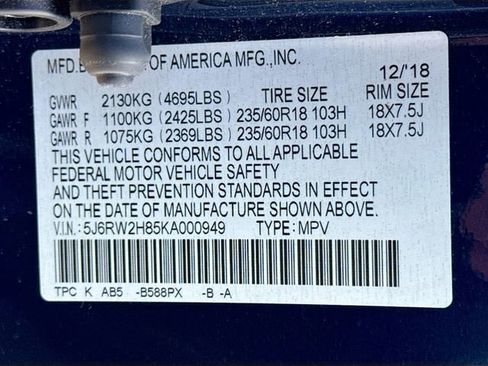 MFD.B OF AMERICA MFG.,INC. 12/'18
GVWR 2130KG (4695LBS) TIRE SIZE RIM SIZE
GAWR F 1100KG (2425LBS) 235/60R18 103H 18X7.5J
GAWR R 1075KG (2369LBS) 235/60R18 103H 18X7.5J
THIS VEHICLE CONFORMS TO ALL APPLICABLE
FEDERAL MOTOR VEHICLE SAFETY
AND THEFT PREVENTION STANDARDS IN EFFECT
ON THE DATE OF MANUFACTURE SHOWN ABOVE.
V.I.N.: 5J6RW2H85KA000949 TYPE: MPV
TPC K AB5 -B588PX -B -A